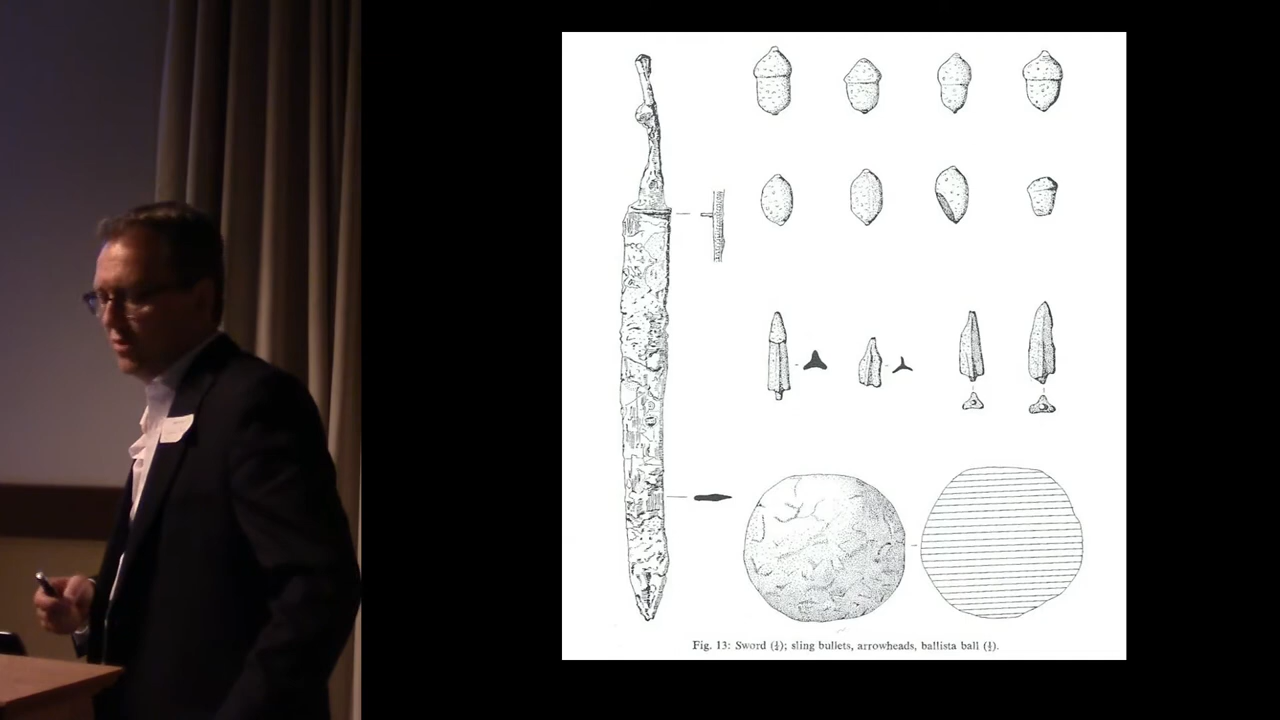 Fig. 13: Sword (¼); sling bullets, arrowheads, ballista ball (½).